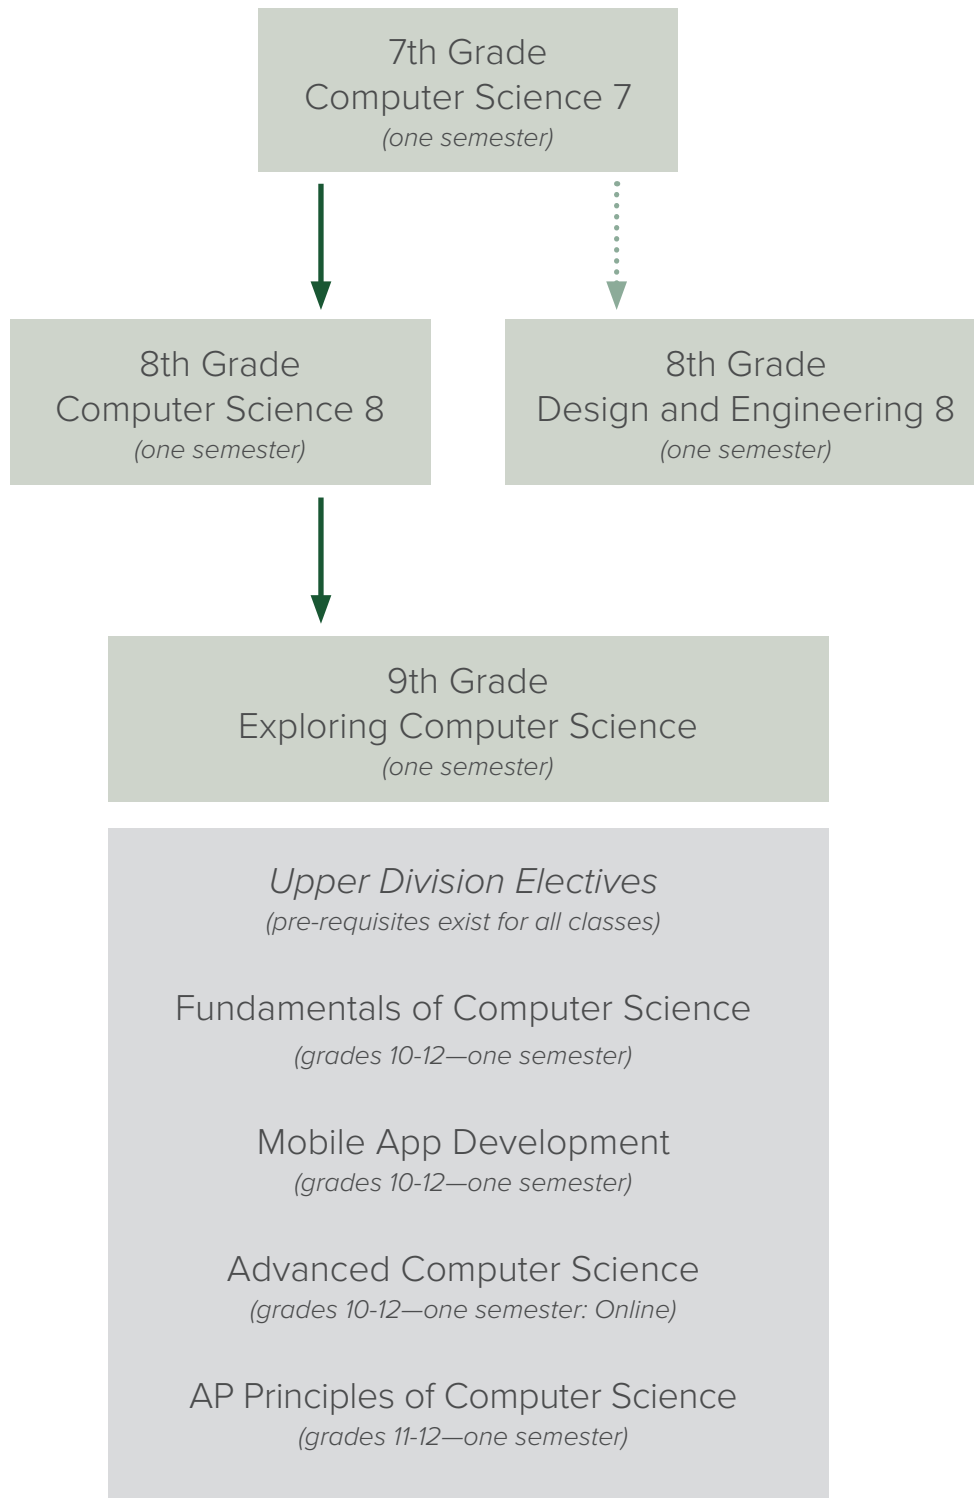 7th Grade
Computer Science 7
(one semester)
8th Grade
Computer Science 8
(one semester)
8th Grade
Design and Engineering 8
(one semester)
9th Grade
Exploring Computer Science
(one semester)
Upper Division Electives
(pre-requisites exist for all classes)
Fundamentals of Computer Science
(grades 10-12—one semester)
Mobile App Development
(grades 10-12—one semester)
Advanced Computer Science
(grades 10-12—one semester: Online)
AP Principles of Computer Science
(grades 11-12—one semester)